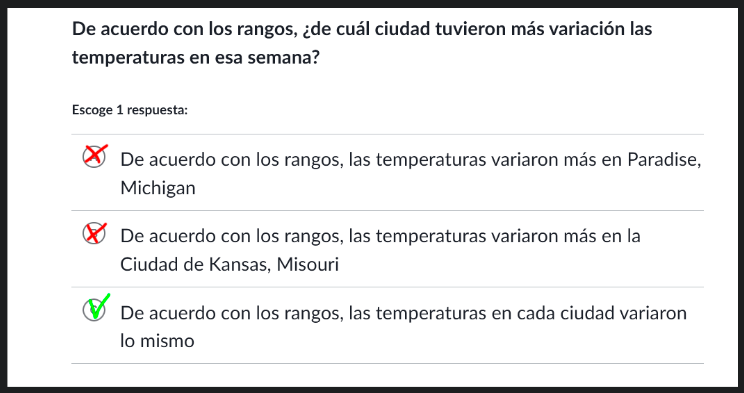 De acuerdo con los rangos, ¿de cuál ciudad tuvieron más variación las
temperaturas en esa semana?
Escoge 1 respuesta:
De acuerdo con los rangos, las temperaturas variaron más en Paradise,
Michigan
De acuerdo con los rangos, las temperaturas variaron más en la
Ciudad de Kansas, Misouri
De acuerdo con los rangos, las temperaturas en cada ciudad variaron
lo mismo